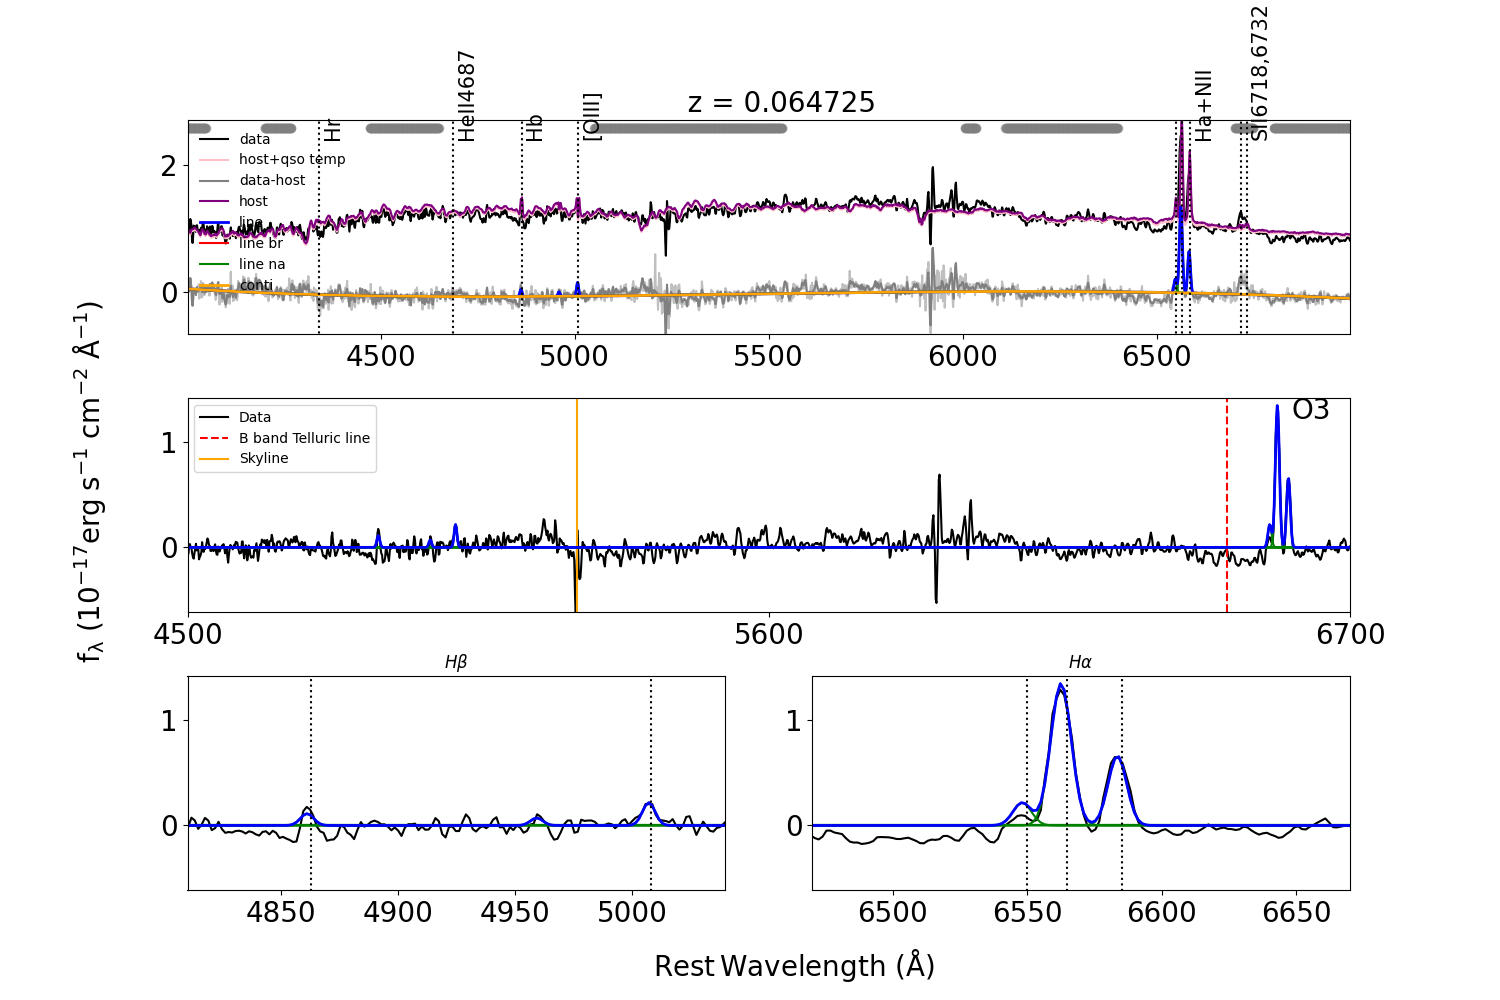 z = 0.064725
Hr
HeII4687
Hb
[OIII]
Ha+NII
SII6718,6732
data
host+qso temp
data-host
host
line
line br
line na
conti
2
0
4500 5000 5500 6000 6500
Data
B band Telluric line
Skyline
O3
1
0
4500 5600 6700
fλ (10−17erg s−1 cm−2 Å−1)
Hβ
1
0
4850 4900 4950 5000
Hα
1
0
6500 6550 6600 6650
Rest Wavelength (Å)